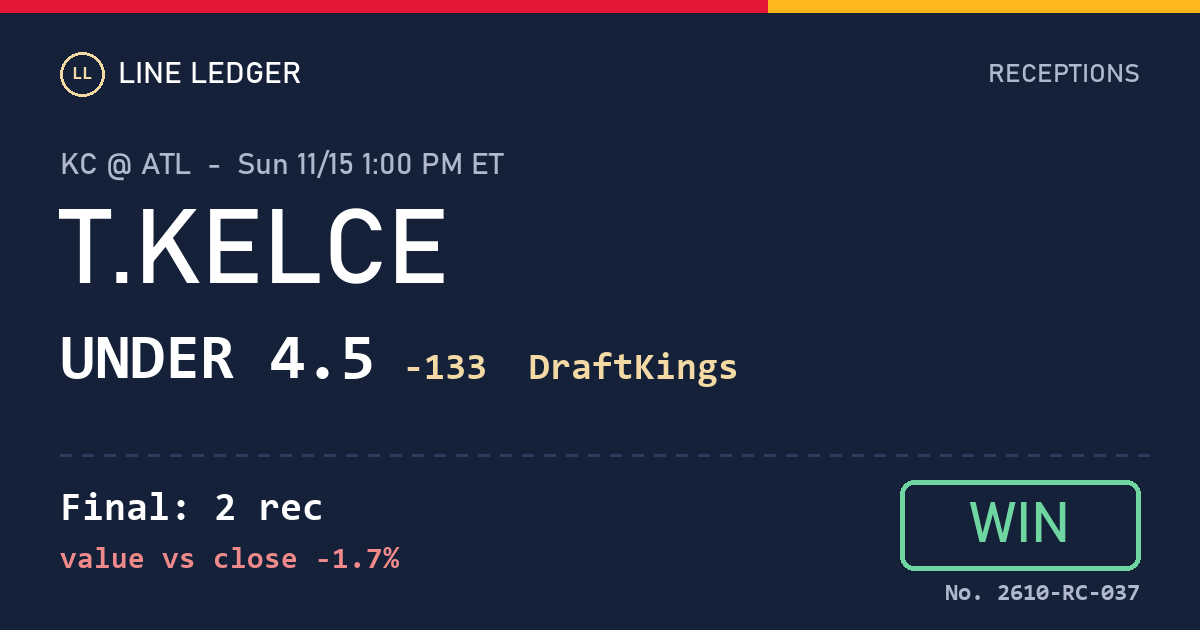 LL LINE LEDGER
RECEPTIONS
KC @ ATL - Sun 11/15 1:00 PM ET
T.KELCE
UNDER 4.5 -133 DraftKings
Final: 2 rec
WIN
value vs close -1.7%
No. 2610-RC-037